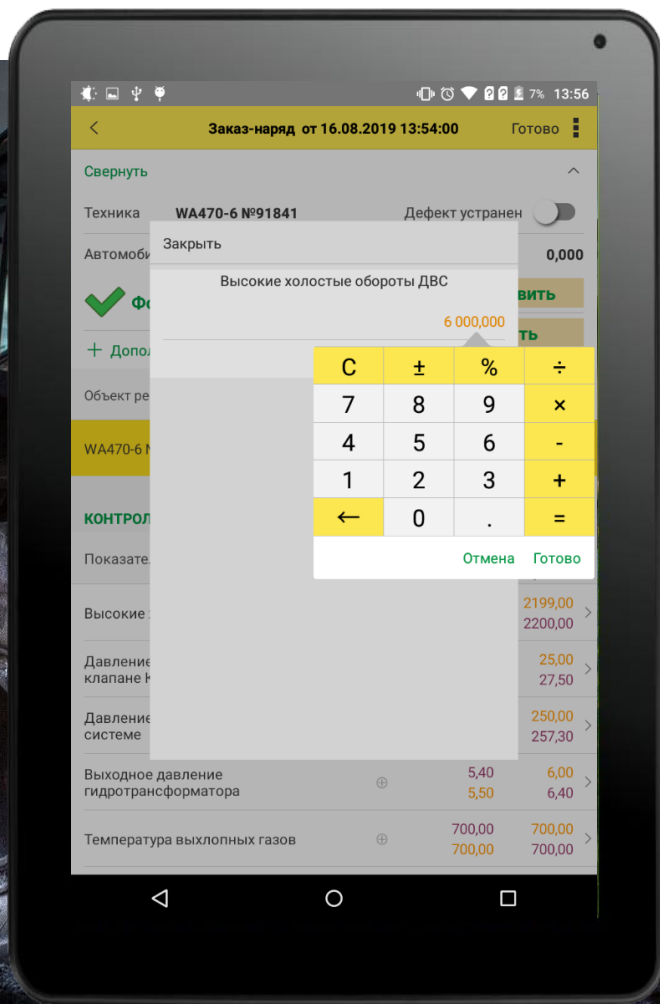 7% 13:56
Заказ-наряд от 16.08.2019 13:54:00 Готово
Свернуть
Техника WA470-6 №91841 Дефект устранен
Закрыть
0,000
Высокие холостые обороты ДВС
6 000,000
C ± % ÷
7 8 9 ×
4 5 6 -
1 2 3 +
← 0 . =
Отмена Готово
Объект
WA470-6
Высокие
2199,00
2200,00
Давление
клапане
25,00
27,50
Давление
системе
250,00
257,30
Выходное давление
гидротрансформатора
5,40 6,00
5,50 6,40
Температура выхлопных газов
700,00 700,00
700,00 700,00